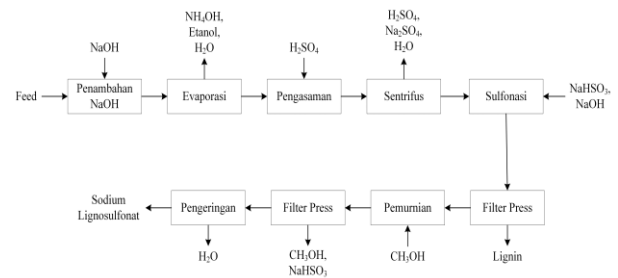 NaOH
NH₄OH,
Etanol,
H₂O
H₂SO₄
H₂SO₄,
Na₂SO₄,
H₂O
Feed
Penambahan
NaOH
Evaporasi
Pengasaman
Sentrifus
Sulfonasi
NaHSO₃,
NaOH
Sodium
Lignosulfonat
Pengeringan
Filter Press
Pemurnian
Filter Press
H₂O
CH₃OH,
NaHSO₃
CH₃OH
Lignin